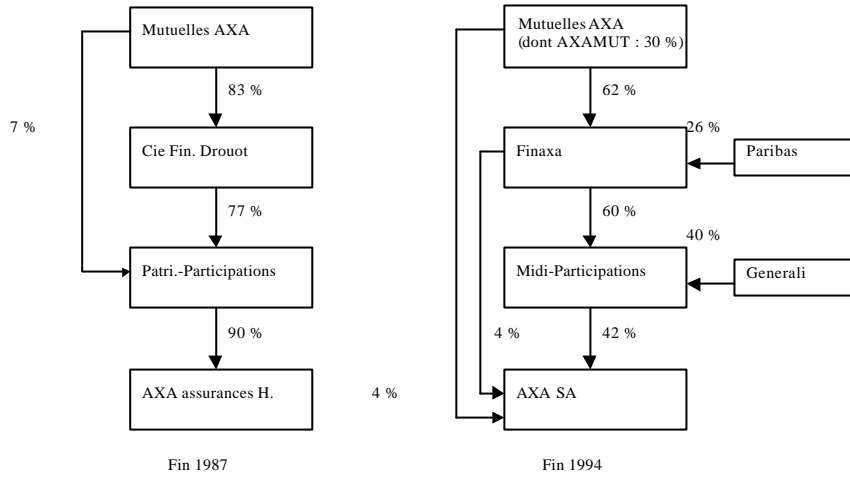 Mutuelles AXA
83 %
7 %
Cie Fin. Drouot
77 %
Patri.-Participations
90 %
AXA assurances H.
Fin 1987
Mutuelles AXA
(dont AXAMUT : 30 %)
62 %
26 %
Finaxa
Paribas
60 %
40 %
Midi-Participations
Generali
4 %
42 %
4 %
AXA SA
Fin 1994